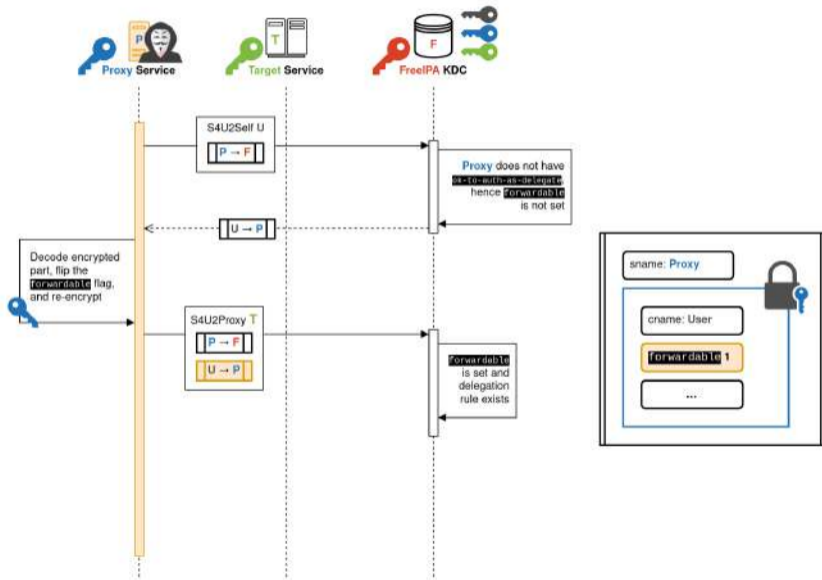 P
T
F
Proxy Service
Target Service
FreeIPA KDC
S4U2Self U
P → F
Proxy does not have
ok-to-auth-as-delegate,
hence forwardable
is not set
U → P
Decode encrypted
part, flip the
forwardable flag,
and re-encrypt
S4U2Proxy T
P → F
U → P
forwardable
is set and
delegation
rule exists
sname: Proxy
cname: User
forwardable 1
...